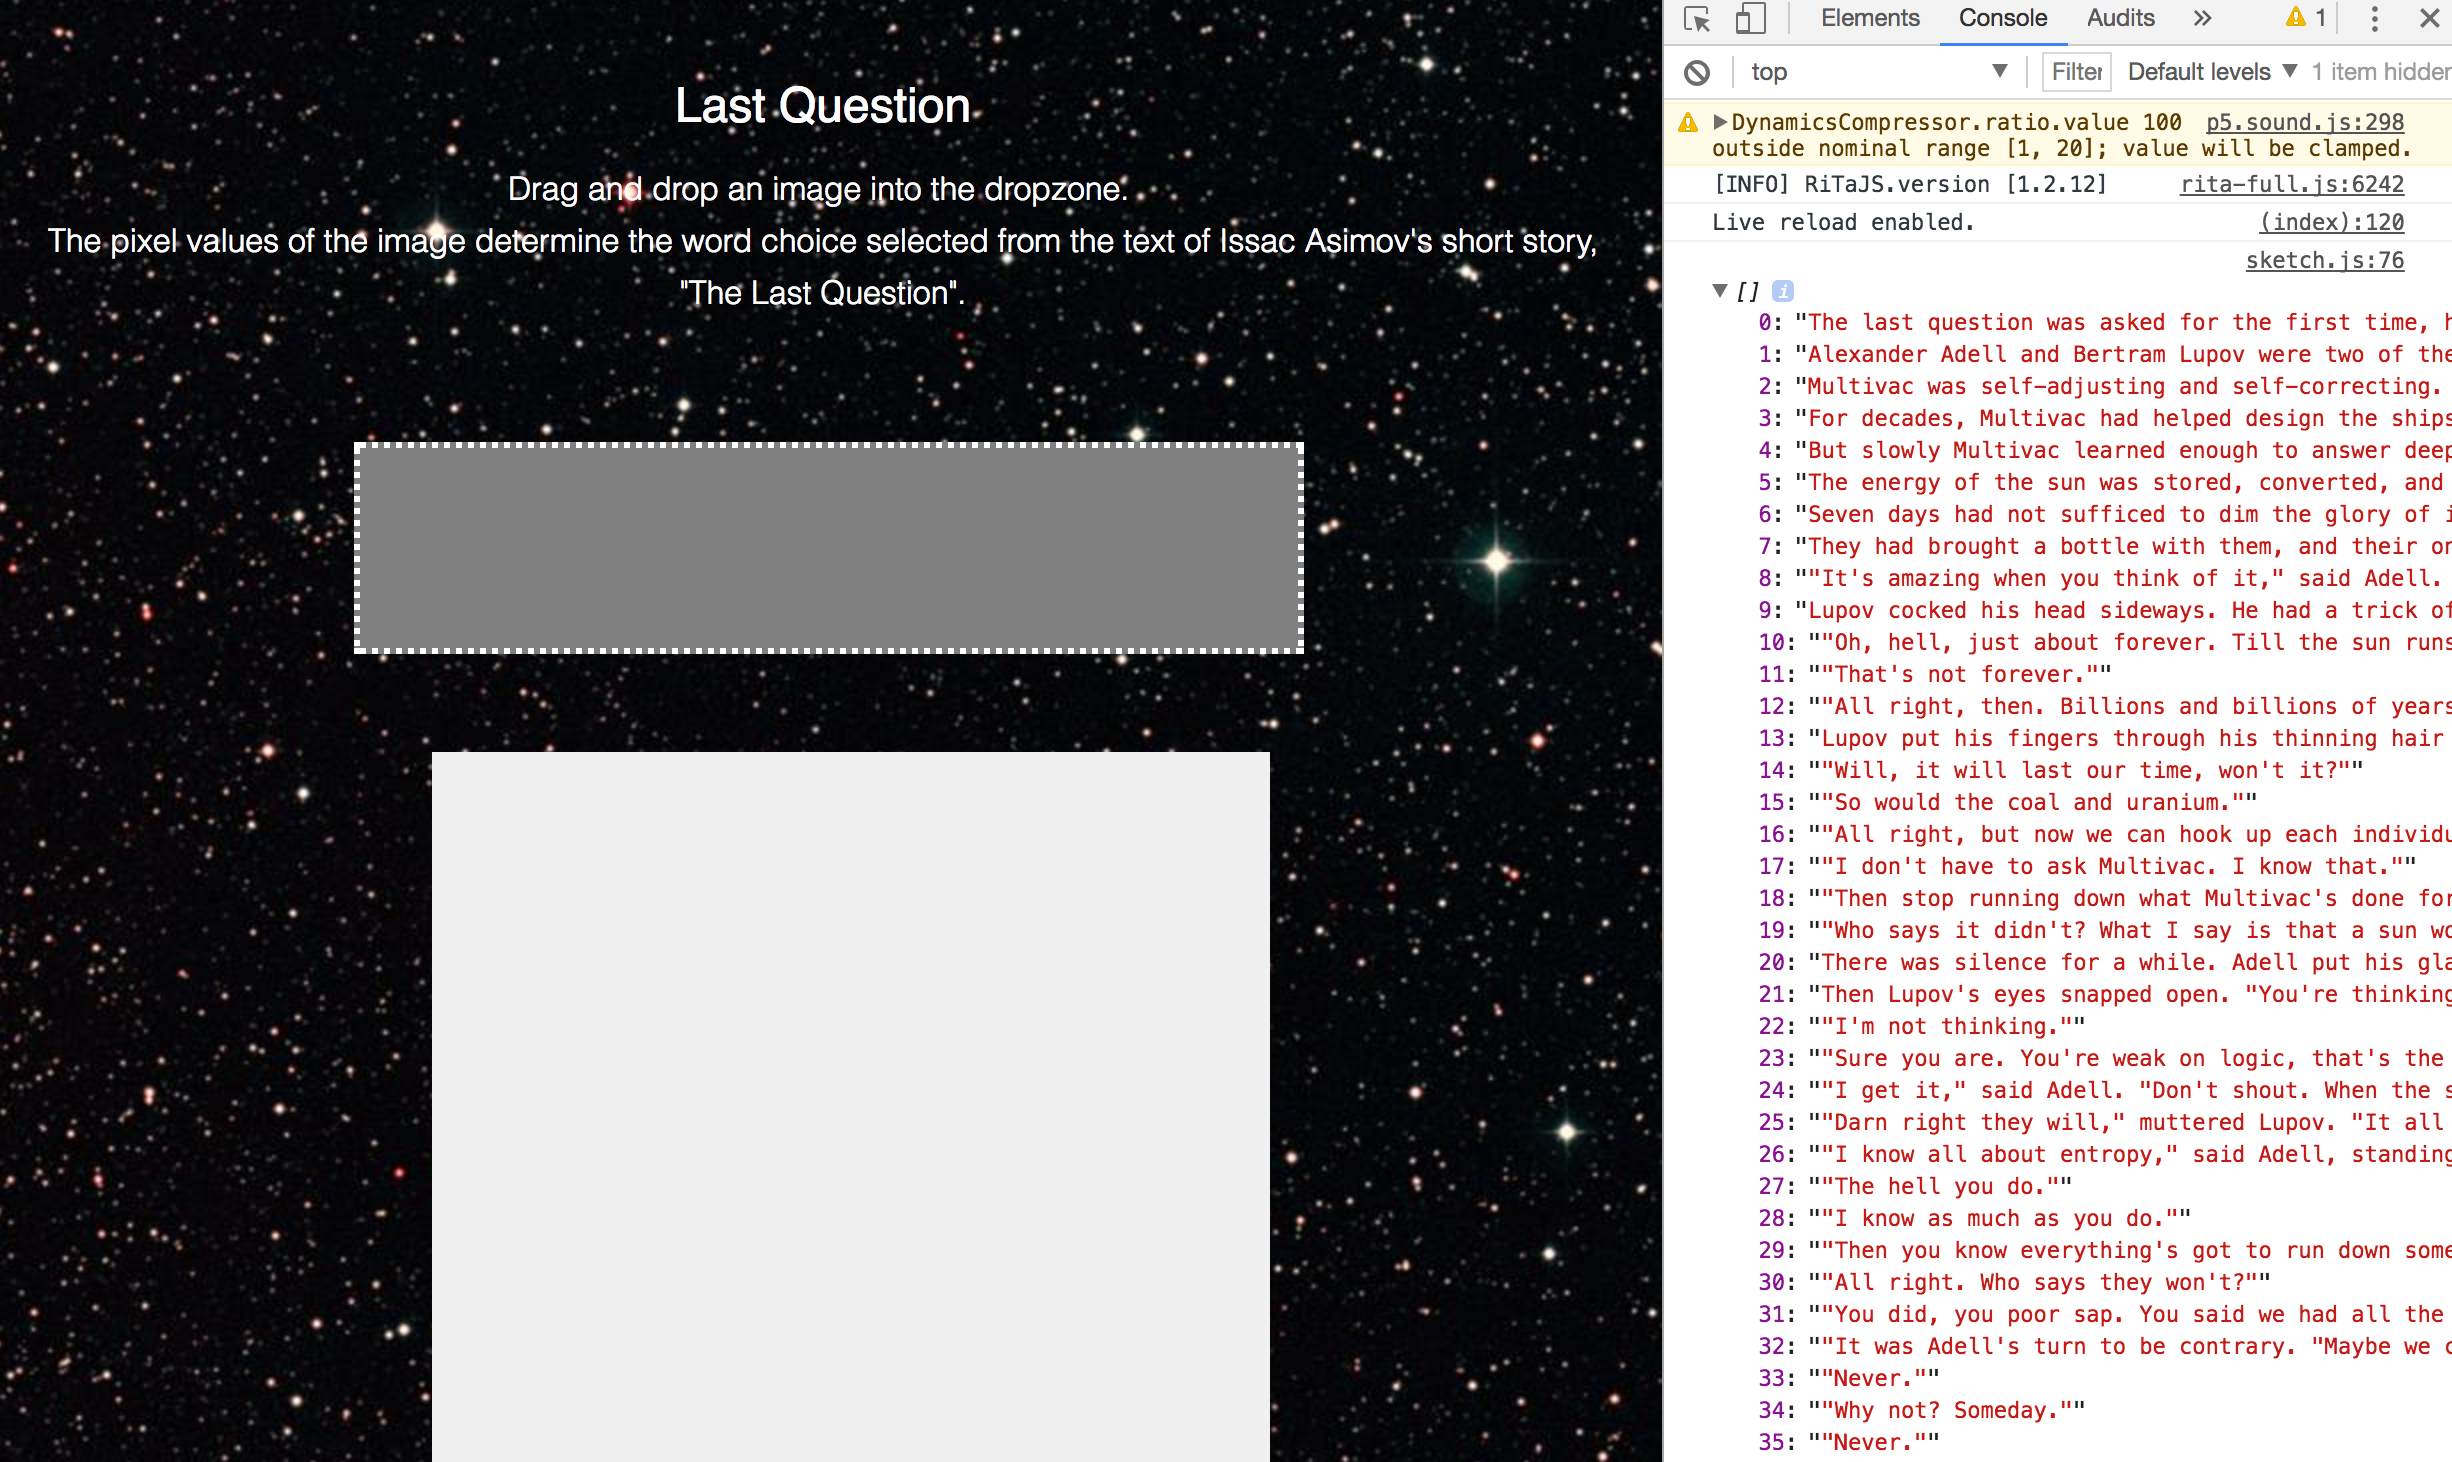 Last Question
Drag and drop an image into the dropzone.
The pixel values of the image determine the word choice selected from the text of Issac Asimov's short story,
"The Last Question".
Elements Console Audits » 1
top Filter Default levels 1 item hidden
DynamicsCompressor.ratio.value 100 p5.sound.js:298
outside nominal range [1, 20]; value will be clamped.
[INFO] RiTaJS.version [1.2.12] rita-full.js:6242
Live reload enabled. (index):120
sketch.js:76
[] i
0: "The last question was asked for the first time, h
1: "Alexander Adell and Bertram Lupov were two of the
2: "Multivac was self-adjusting and self-correcting.
3: "For decades, Multivac had helped design the ships
4: "But slowly Multivac learned enough to answer deep
5: "The energy of the sun was stored, converted, and
6: "Seven days had not sufficed to dim the glory of i
7: "They had brought a bottle with them, and their on
8: ""It's amazing when you think of it," said Adell.
9: "Lupov cocked his head sideways. He had a trick of
10: ""Oh, hell, just about forever. Till the sun runs
11: ""That's not forever.""
12: ""All right, then. Billions and billions of years
13: "Lupov put his fingers through his thinning hair
14: ""Will, it will last our time, won't it?""
15: ""So would the coal and uranium.""
16: ""All right, but now we can hook up each individu
17: ""I don't have to ask Multivac. I know that.""
18: ""Then stop running down what Multivac's done for
19: ""Who says it didn't? What I say is that a sun wo
20: "There was silence for a while. Adell put his gla
21: "Then Lupov's eyes snapped open. "You're thinking
22: ""I'm not thinking.""
23: ""Sure you are. You're weak on logic, that's the
24: ""I get it," said Adell. "Don't shout. When the s
25: ""Darn right they will," muttered Lupov. "It all
26: ""I know all about entropy," said Adell, standing
27: ""The hell you do.""
28: ""I know as much as you do.""
29: ""Then you know everything's got to run down some
30: ""All right. Who says they won't?""
31: ""You did, you poor sap. You said we had all the
32: ""It was Adell's turn to be contrary. "Maybe we c
33: ""Never.""
34: ""Why not? Someday.""
35: ""Never.""